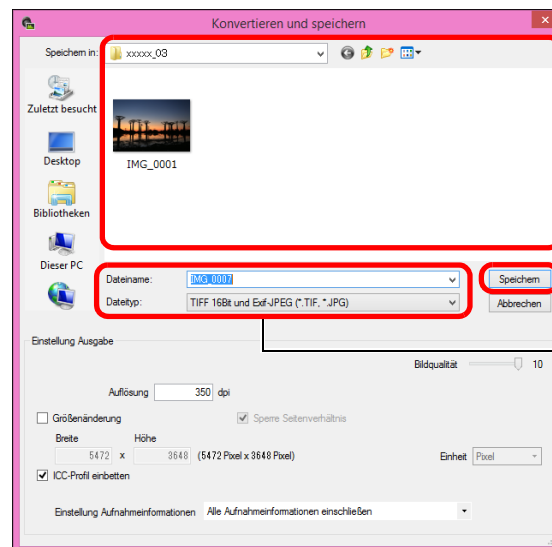 Konvertieren und speichern
Speichern in:
xxxxx_03
Zuletzt besucht
Desktop
Bibliotheken
Dieser PC
IMG_0001
Dateiname:
IMG_0007
Speichern
Dateityp:
TIFF 16Bit und Exif-JPEG (*.TIF, *.JPG)
Abbrechen
Einstellung Ausgabe
Bildqualität 10
Auflösung 350 dpi
Größenänderung
Sperre Seitenverhältnis
Breite Höhe
5472 x 3648 (5472 Pixel x 3648 Pixel)
Einheit Pixel
ICC-Profil einbetten
Einstellung Aufnahmeinformationen Alle Aufnahmeinformationen einschließen